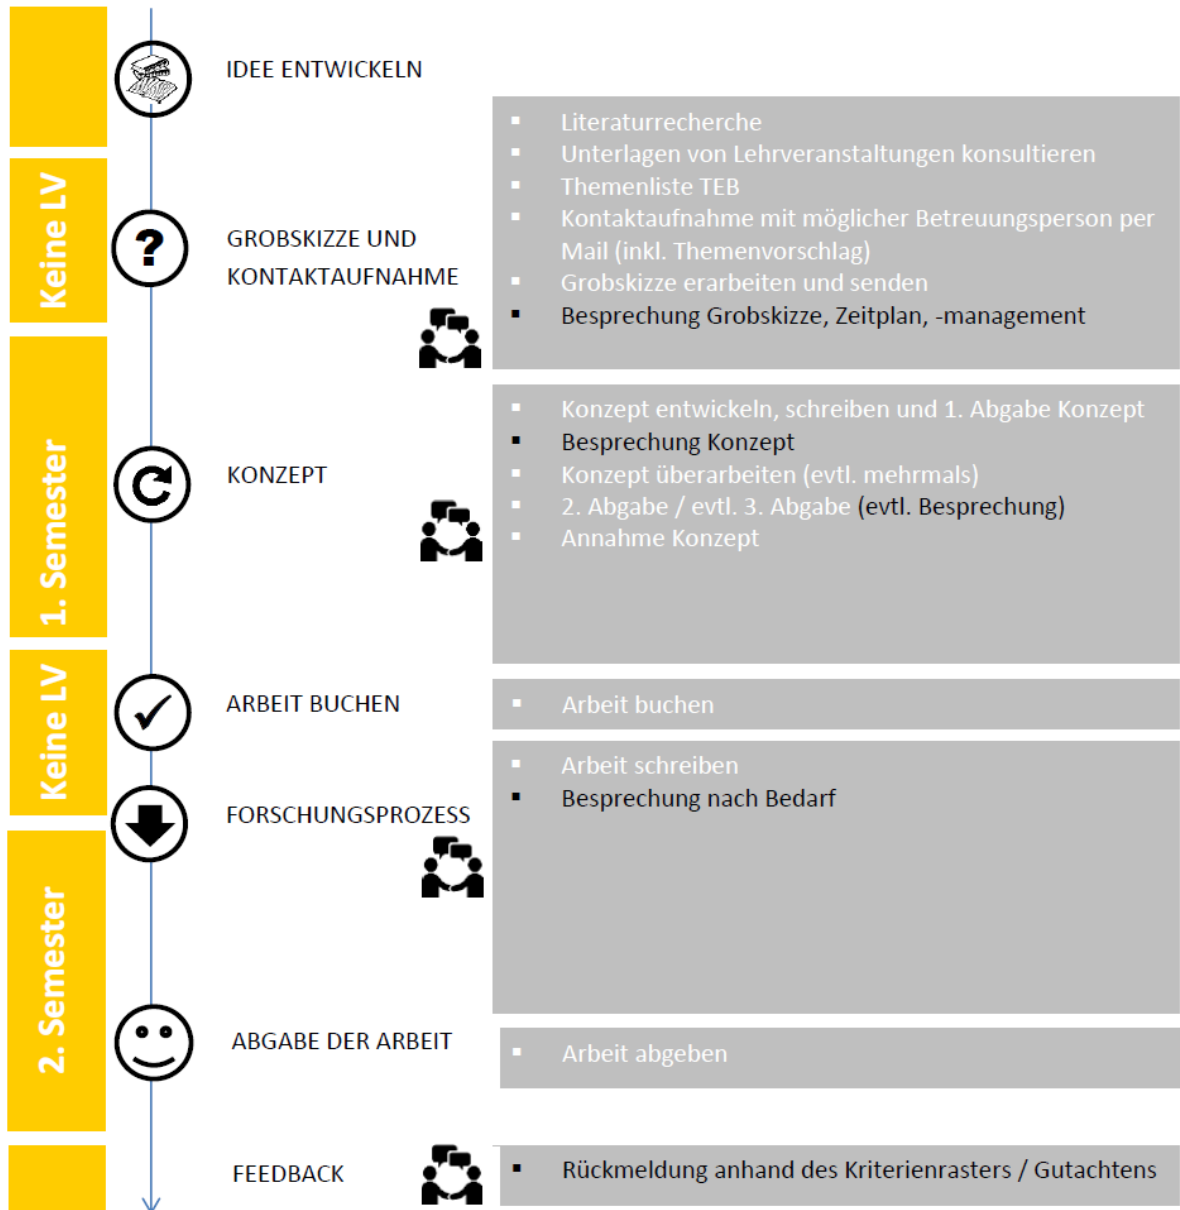 IDEE ENTWICKELN
Keine LV
GROBSKIZZE UND
KONTAKTAUFNAHME
Literaturrecherche
Unterlagen von Lehrveranstaltungen konsultieren
Themenliste TEB
Kontaktaufnahme mit möglicher Betreuungsperson per
Mail (inkl. Themenvorschlag)
Grobskizze erarbeiten und senden
Besprechung Grobskizze, Zeitplan, -management
1. Semester
KONZEPT
Konzept entwickeln, schreiben und 1. Abgabe Konzept
Besprechung Konzept
Konzept überarbeiten (evtl. mehrmals)
2. Abgabe / evtl. 3. Abgabe (evtl. Besprechung)
Annahme Konzept
Keine LV
ARBEIT BUCHEN
Arbeit buchen
FORSCHUNGSPROZESS
Arbeit schreiben
Besprechung nach Bedarf
2. Semester
ABGABE DER ARBEIT
Arbeit abgeben
FEEDBACK
Rückmeldung anhand des Kriterienrasters / Gutachtens